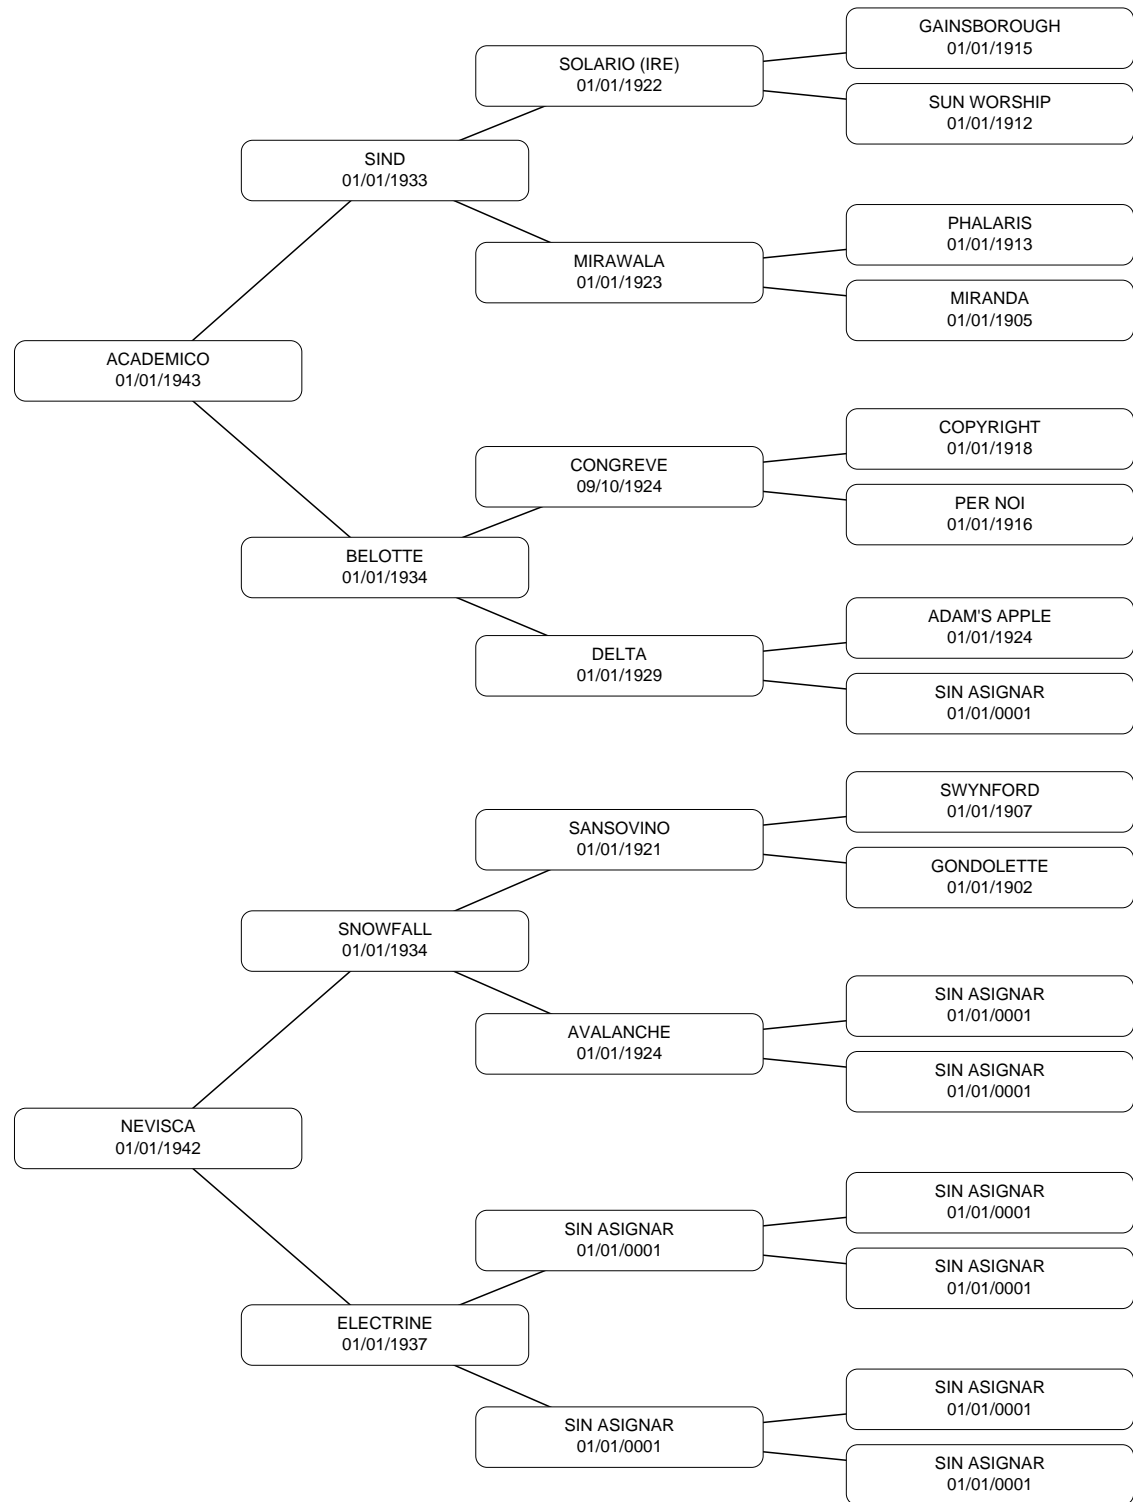 GAINSBOROUGH
01/01/1915
SOLARIO (IRE)
01/01/1922
SUN WORSHIP
01/01/1912
SIND
01/01/1933
PHALARIS
01/01/1913
MIRAWALA
01/01/1923
MIRANDA
01/01/1905
ACADEMICO
01/01/1943
COPYRIGHT
01/01/1918
CONGREVE
09/10/1924
PER NOI
01/01/1916
BELOTTE
01/01/1934
ADAM'S APPLE
01/01/1924
DELTA
01/01/1929
SIN ASIGNAR
01/01/0001
SWYNFORD
01/01/1907
SANSOVINO
01/01/1921
GONDOLETTE
01/01/1902
SNOWFALL
01/01/1934
SIN ASIGNAR
01/01/0001
AVALANCHE
01/01/1924
SIN ASIGNAR
01/01/0001
NEVISCA
01/01/1942
SIN ASIGNAR
01/01/0001
SIN ASIGNAR
01/01/0001
SIN ASIGNAR
01/01/0001
ELECTRINE
01/01/1937
SIN ASIGNAR
01/01/0001
SIN ASIGNAR
01/01/0001
SIN ASIGNAR
01/01/0001